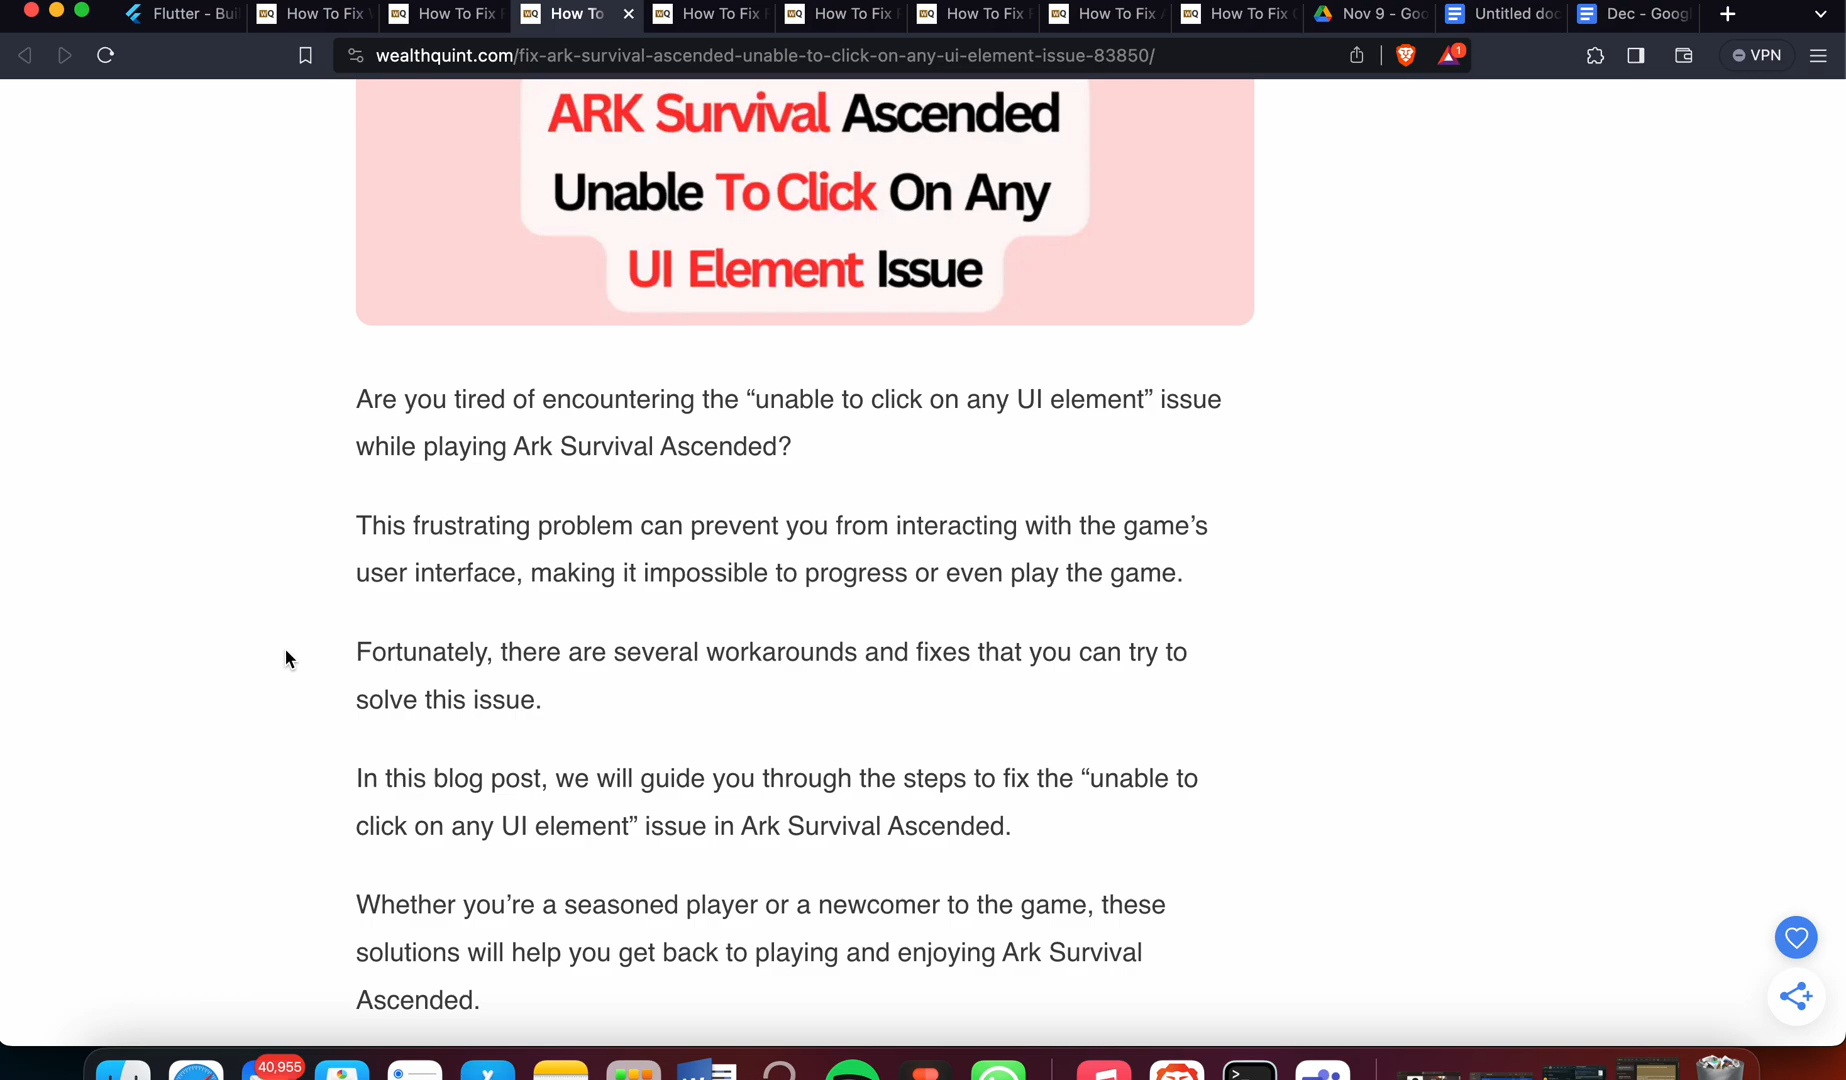 Flutter - Bui
How To Fix
How To Fix
How To
How To Fix
How To Fix
How To Fix
How To Fix
How To Fix
Nov 9 - Goo
Untitled doc
Dec - Googl
wealthquint.com/fix-ark-survival-ascended-unable-to-click-on-any-ui-element-issue-83850/
1
VPN
ARK Survival Ascended
Unable To Click On Any
UI Element Issue
Are you tired of encountering the “unable to click on any UI element” issue
while playing Ark Survival Ascended?
This frustrating problem can prevent you from interacting with the game’s
user interface, making it impossible to progress or even play the game.
Fortunately, there are several workarounds and fixes that you can try to
solve this issue.
In this blog post, we will guide you through the steps to fix the “unable to
click on any UI element” issue in Ark Survival Ascended.
Whether you’re a seasoned player or a newcomer to the game, these
solutions will help you get back to playing and enjoying Ark Survival
Ascended.
40,955